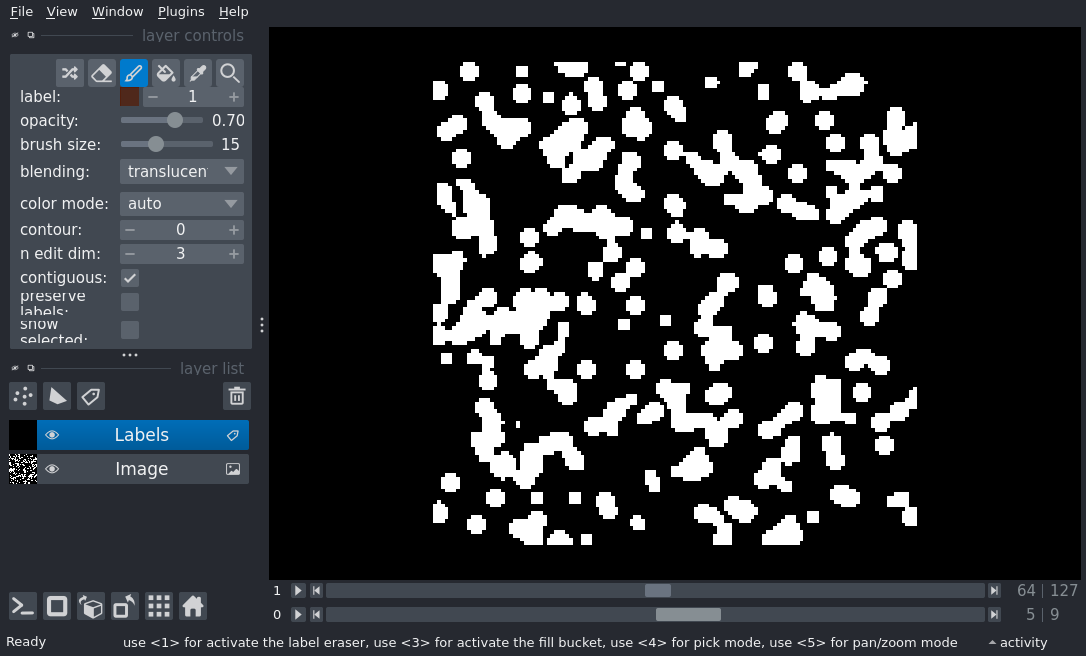 File View Window Plugins Help
layer controls
label: 1
opacity: 0.70
brush size: 15
blending: translucen
color mode: auto
contour: 0
n edit dim: 3
contiguous:
preserve
labels:
show
selected:
layer list
Labels
Image
1 64 | 127
0 5 | 9
Ready use <1> for activate the label eraser, use <3> for activate the fill bucket, use <4> for pick mode, use <5> for pan/zoom mode activity